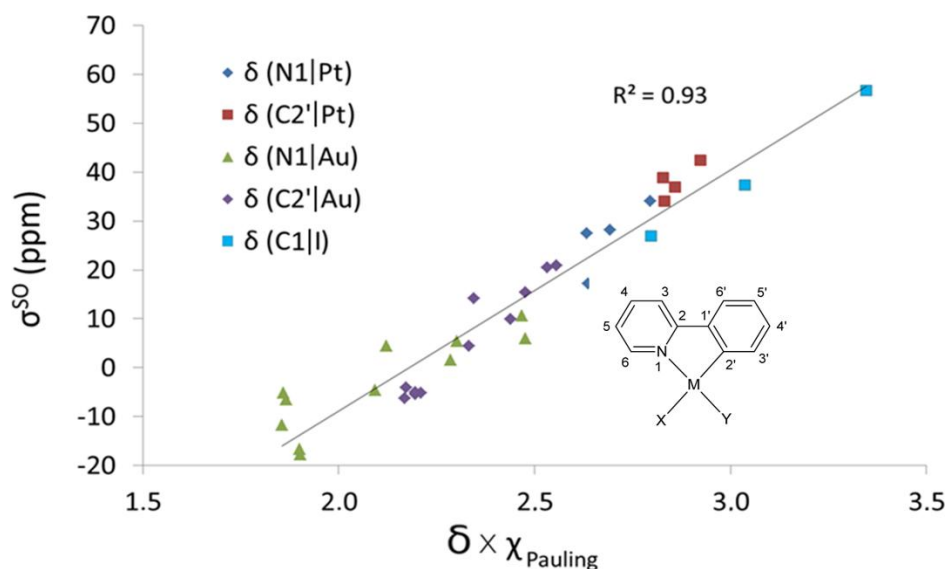 70
60
50
40
30
20
10
0
-10
-20
σ^SO (ppm)
δ (N1|Pt)
δ (C2'|Pt)
δ (N1|Au)
δ (C2'|Au)
δ (C1|I)
R² = 0.93
4 3 6' 5'
5 2 1' 4'
6 N 1 2' 3'
M
X Y
1.5 2.0 2.5 3.0 3.5
δ × χ_Pauling